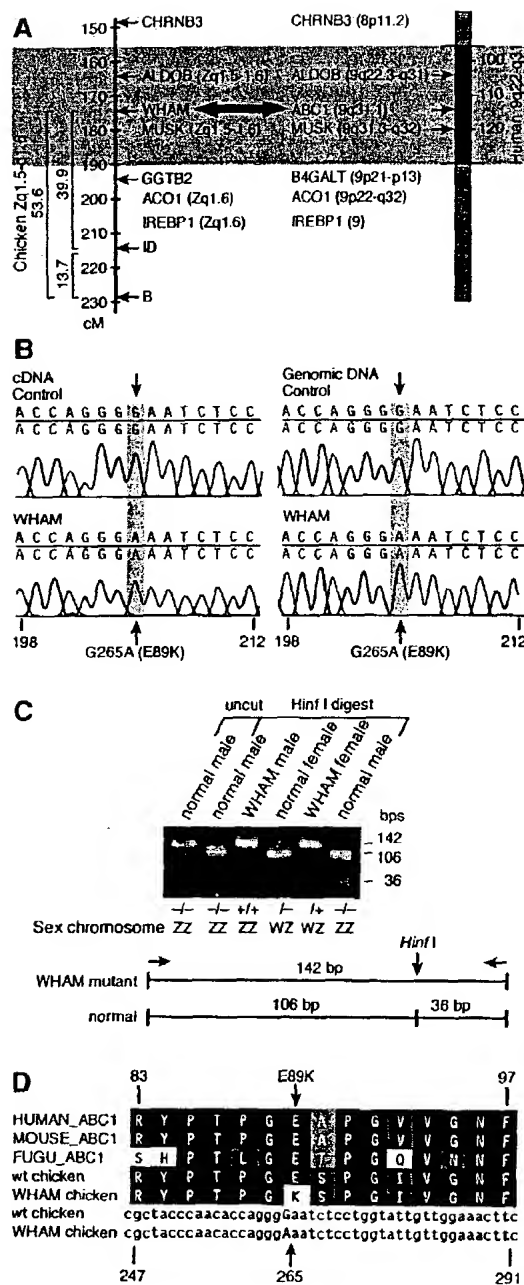 A
CHRNB3
CHRNB3 (8p11.2)
150
160
170
180
190
200
210
220
230
cM
ALDOB (Zq1.5-1.6)
ALDOB (9q22.3-q31)
WHAM
MUSK (Zq1.5-1.6)
MUSK (9q31.3-q32)
GGTB2
B4GALT (9p21-p13)
ACO1 (Zq1.6)
ACO1 (9p22-q32)
IREBP1 (Zq1.6)
IREBP1 (9)
ID
B
53.6
39.9
13.7
100
110
120
B
cDNA
Control
Genomic DNA
Control
A C C A G G G G A A T C T C C
A C C A G G G G A A T C T C C
A C C A G G G G A A T C T C C
A C C A G G G G A A T C T C C
WHAM
WHAM
A C C A G G G A A A T C T C C
A C C A G G G A A A T C T C C
A C C A G G G A A A T C T C C
A C C A G G G A A A T C T C C
198
212
198
212
G265A (E89K)
G265A (E89K)
C
uncut
Hinf I digest
normal male
normal male
WHAM male
normal female
WHAM female
normal male
bps
142
106
36
–/– –/– +/+ /– /+ –/–
Sex chromosome ZZ ZZ ZZ WZ WZ ZZ
Hinf I
WHAM mutant
142 bp
normal
106 bp
36 bp
D
83
E89K
97
HUMAN_ABC1 R Y P T P G E A P G V V G N F
MOUSE_ABC1 R Y P T P G E A P G V V G N F
FUGU_ABC1 S H P T L G E T P G Q V N N F
wt chicken R Y P T P G E S P G I V G N F
WHAM chicken R Y P T P G K S P G I V G N F
wt chicken cgctacccaacaccagggGaatctcctggtattgttggaaacttc
WHAM chicken cgctacccaacaccagggAaatctcctggtattgttggaaacttc
247
265
291